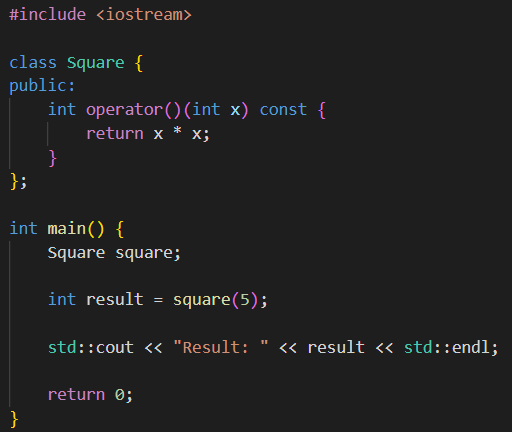 #include <iostream>
class Square {
public:
    int operator()(int x) const {
        return x * x;
    }
};
int main() {
    Square square;
    int result = square(5);
    std::cout << "Result: " << result << std::endl;
    return 0;
}